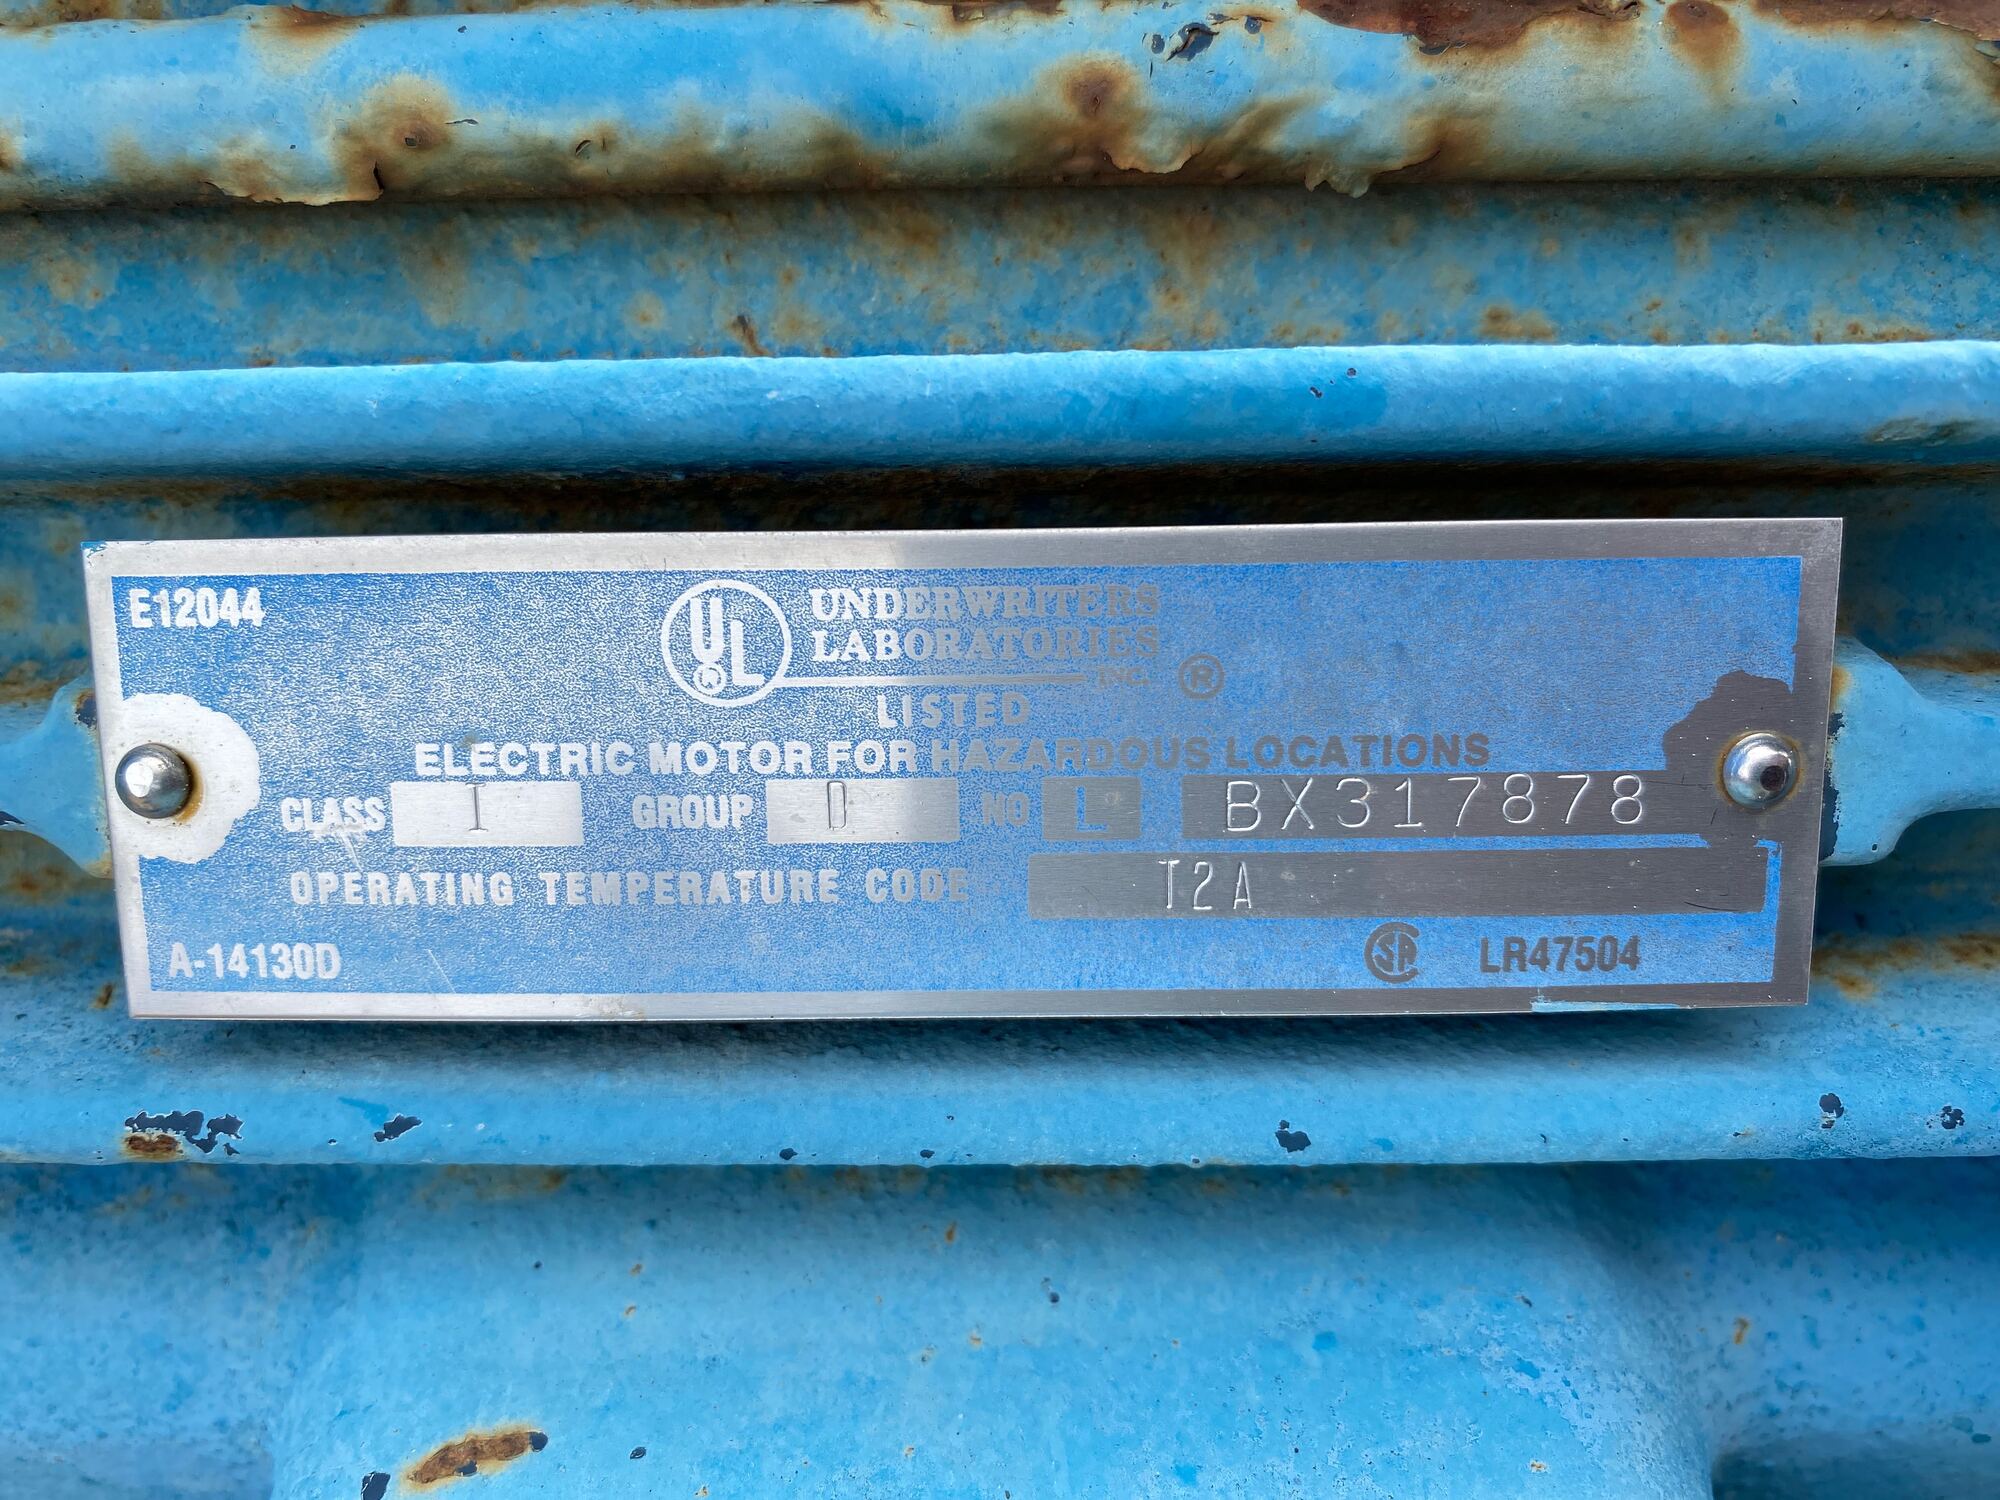 E12044
UL UNDERWRITERS
LABORATORIES
INC. ®
LISTED
ELECTRIC MOTOR FOR HAZARDOUS LOCATIONS
CLASS I GROUP D NO L BX317878
OPERATING TEMPERATURE CODE T2A
A-14130D SA LR47504